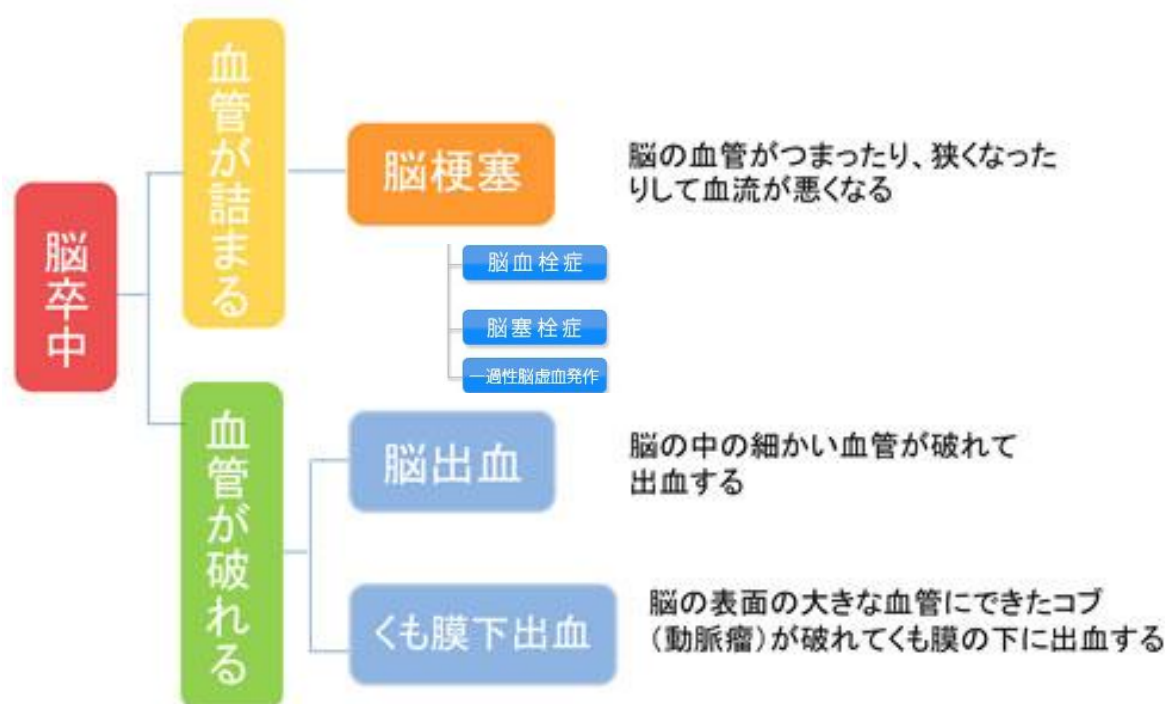 脳卒中
血管が詰まる
脳梗塞
脳の血管がつまったり、狭くなった
りして血流が悪くなる
脳血栓症
脳塞栓症
一過性脳虚血発作
血管が破れる
脳出血
脳の中の細かい血管が破れて
出血する
くも膜下出血
脳の表面の大きな血管にできたコブ
(動脈瘤)が破れてくも膜の下に出血する